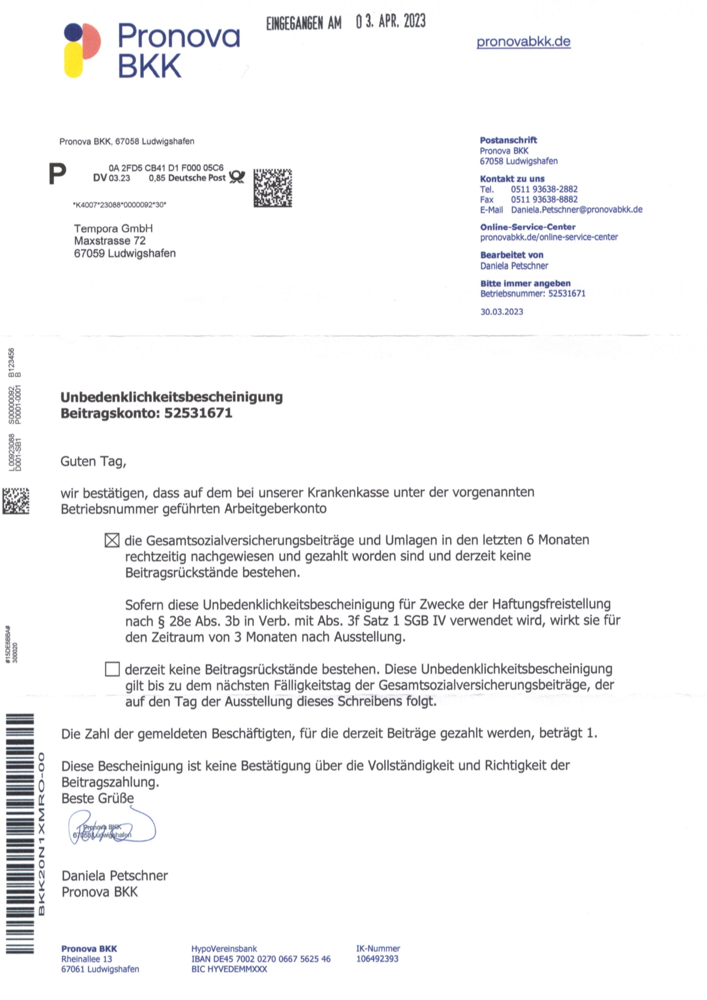 Pronova
BKK
EINGEGANGEN AM 03. APR. 2023
pronovabkk.de
Pronova BKK, 67058 Ludwigshafen
P
0A 2FD5 CB41 D1 F000 05C6
DV 03.23 0,85 Deutsche Post
*K4007*23088*0000092*30*
Tempora GmbH
Maxstrasse 72
67059 Ludwigshafen
Postanschrift
Pronova BKK
67058 Ludwigshafen
Kontakt zu uns
Tel. 0511 93638-2882
Fax 0511 93638-8882
E-Mail Daniela.Petschner@pronovabkk.de
Online-Service-Center
pronovabkk.de/online-service-center
Bearbeitet von
Daniela Petschner
Bitte immer angeben
Betriebsnummer: 52531671
30.03.2023
L00923088 S00000092 B123456
D001-SB1 P0001-0001 B
Unbedenklichkeitsbescheinigung
Beitragskonto: 52531671
Guten Tag,
wir bestätigen, dass auf dem bei unserer Krankenkasse unter der vorgenannten
Betriebsnummer geführten Arbeitgeberkonto
die Gesamtsozialversicherungsbeiträge und Umlagen in den letzten 6 Monaten
rechtzeitig nachgewiesen und gezahlt worden sind und derzeit keine
Beitragsrückstände bestehen.
Sofern diese Unbedenklichkeitsbescheinigung für Zwecke der Haftungsfreistellung
nach § 28e Abs. 3b in Verb. mit Abs. 3f Satz 1 SGB IV verwendet wird, wirkt sie für
den Zeitraum von 3 Monaten nach Ausstellung.
#15DE6BBA#
300020
derzeit keine Beitragsrückstände bestehen. Diese Unbedenklichkeitsbescheinigung
gilt bis zu dem nächsten Fälligkeitstag der Gesamtsozialversicherungsbeiträge, der
auf den Tag der Ausstellung dieses Schreibens folgt.
Die Zahl der gemeldeten Beschäftigten, für die derzeit Beiträge gezahlt werden, beträgt 1.
Diese Bescheinigung ist keine Bestätigung über die Vollständigkeit und Richtigkeit der
Beitragszahlung.
Beste Grüße
Pronova BKK
67058 Ludwigshafen
BKK20N1XMRO-00
Daniela Petschner
Pronova BKK
Pronova BKK
Rheinallee 13
67061 Ludwigshafen
HypoVereinsbank
IBAN DE45 7002 0270 0667 5625 46
BIC HYVEDEMMXXX
IK-Nummer
106492393